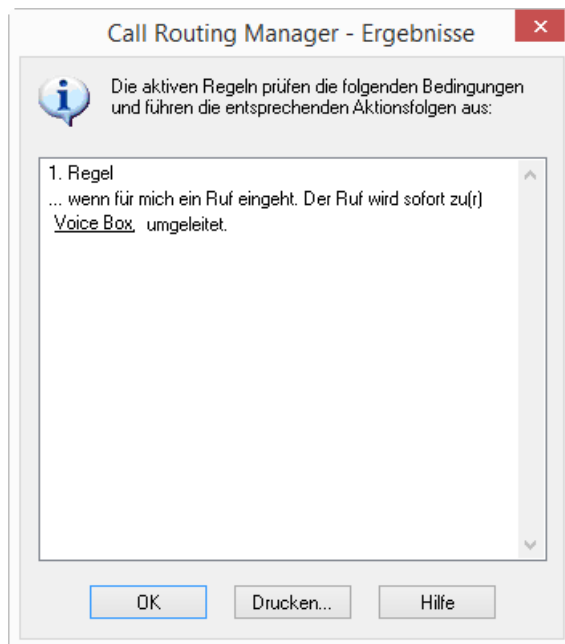 Call Routing Manager - Ergebnisse
Die aktiven Regeln prüfen die folgenden Bedingungen
und führen die entsprechenden Aktionsfolgen aus:
1. Regel
... wenn für mich ein Ruf eingeht. Der Ruf wird sofort zu(r)
Voice Box, umgeleitet.
OK
Drucken...
Hilfe